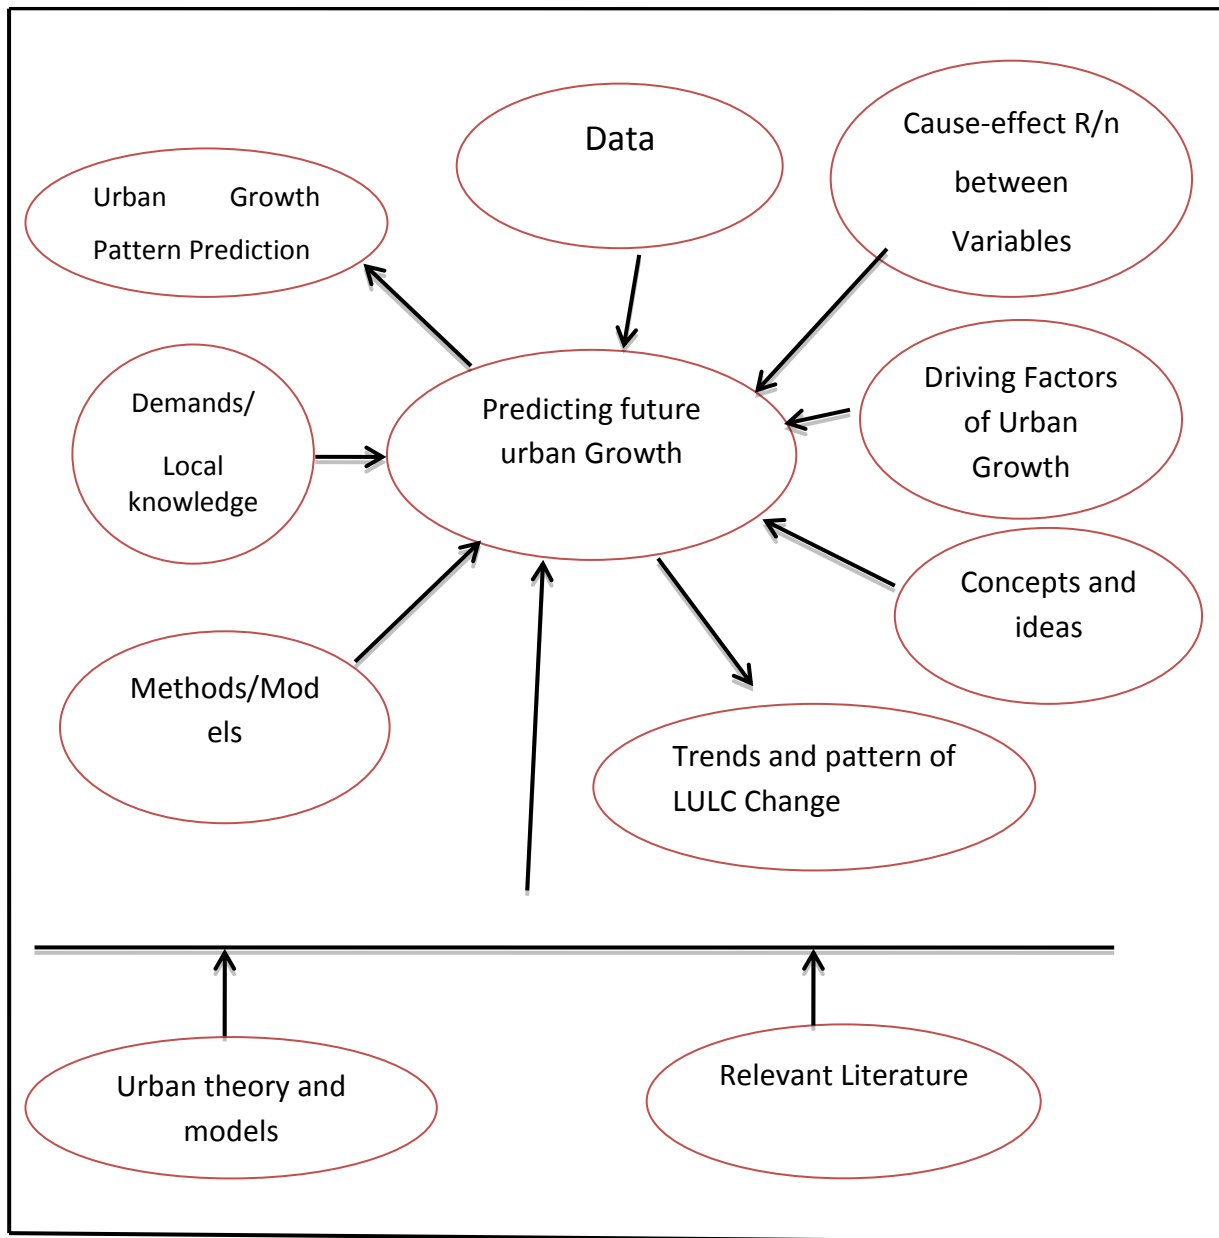 Data
Cause-effect R/n
between
Variables
Urban Growth
Pattern Prediction
Demands/
Local
knowledge
Predicting future
urban Growth
Driving Factors
of Urban
Growth
Concepts and
ideas
Methods/Mod
els
Trends and pattern of
LULC Change
Urban theory and
models
Relevant Literature